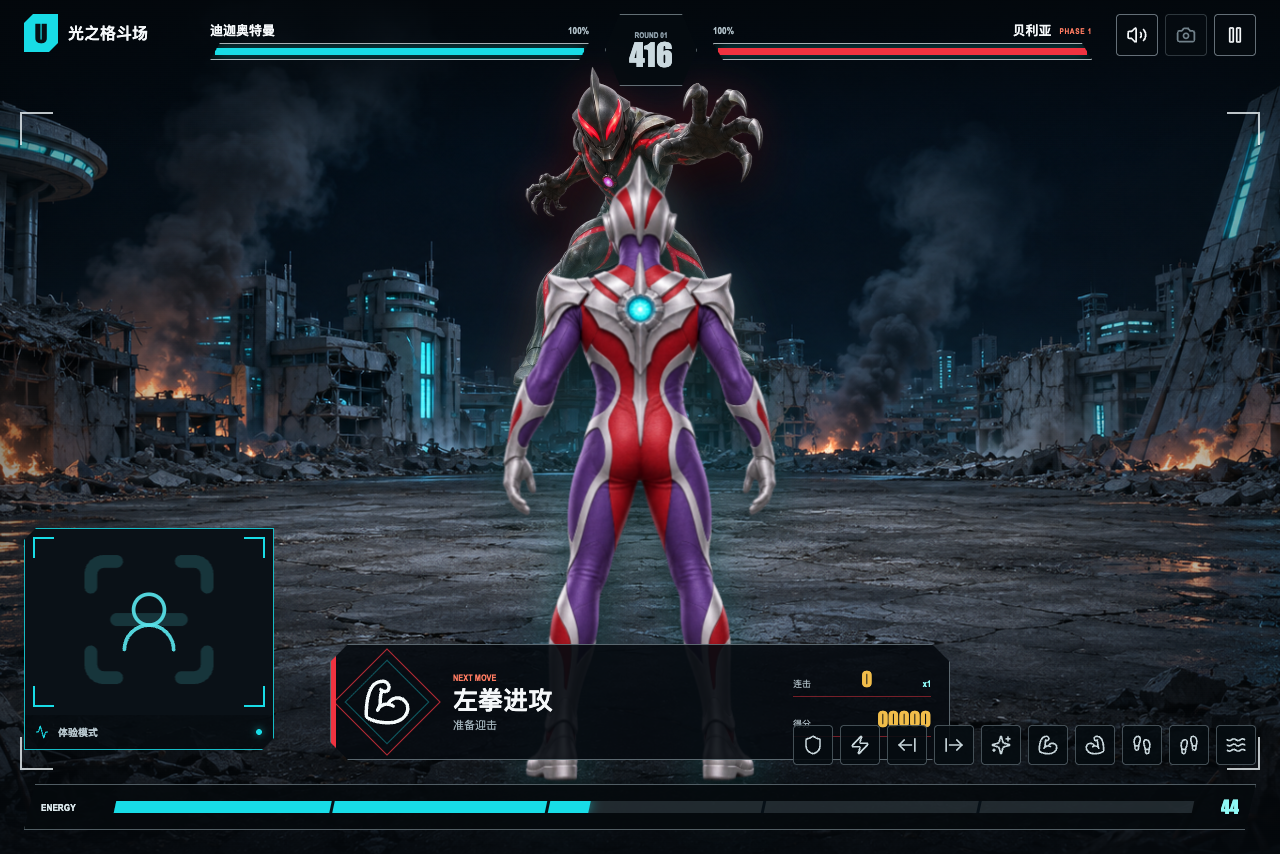 U
光之格斗场
迪迦奥特曼
100%
ROUND 01
416
100%
贝利亚
PHASE 1
NEXT MOVE
左拳进攻
准备迎击
连击
0
x1
得分
00000
体验模式
ENERGY
44